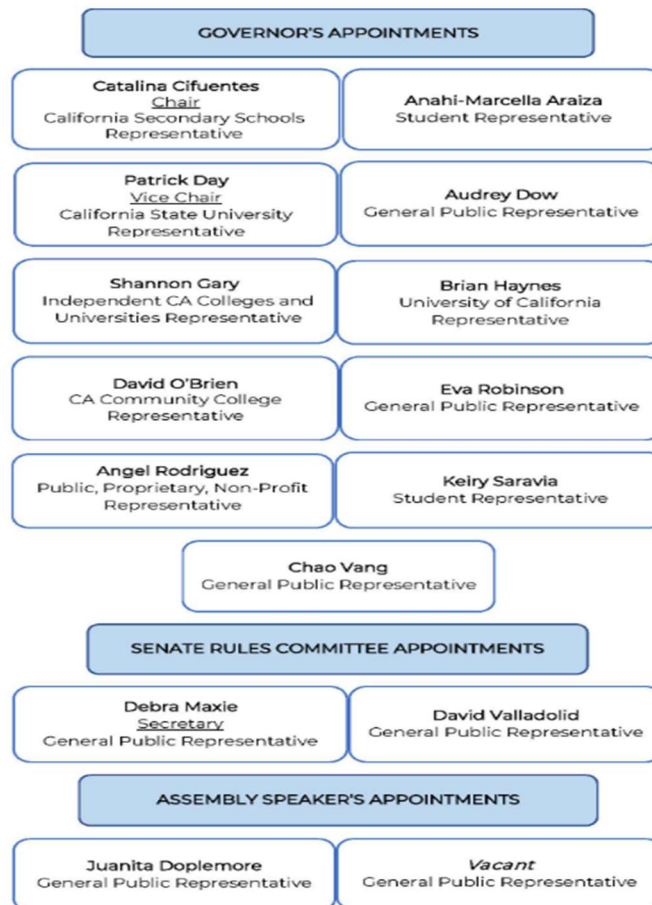 GOVERNOR'S APPOINTMENTS
Catalina Cifuentes
Chair
California Secondary Schools
Representative
Anahi-Marcella Araiza
Student Representative
Patrick Day
Vice Chair
California State University
Representative
Audrey Dow
General Public Representative
Shannon Gary
Independent CA Colleges and
Universities Representative
Brian Haynes
University of California
Representative
David O'Brien
CA Community College
Representative
Eva Robinson
General Public Representative
Angel Rodriguez
Public, Proprietary, Non-Profit
Representative
Keiry Saravia
Student Representative
Chao Vang
General Public Representative
SENATE RULES COMMITTEE APPOINTMENTS
Debra Maxie
Secretary
General Public Representative
David Valladolid
General Public Representative
ASSEMBLY SPEAKER'S APPOINTMENTS
Juanita Doplemore
General Public Representative
Vacant
General Public Representative